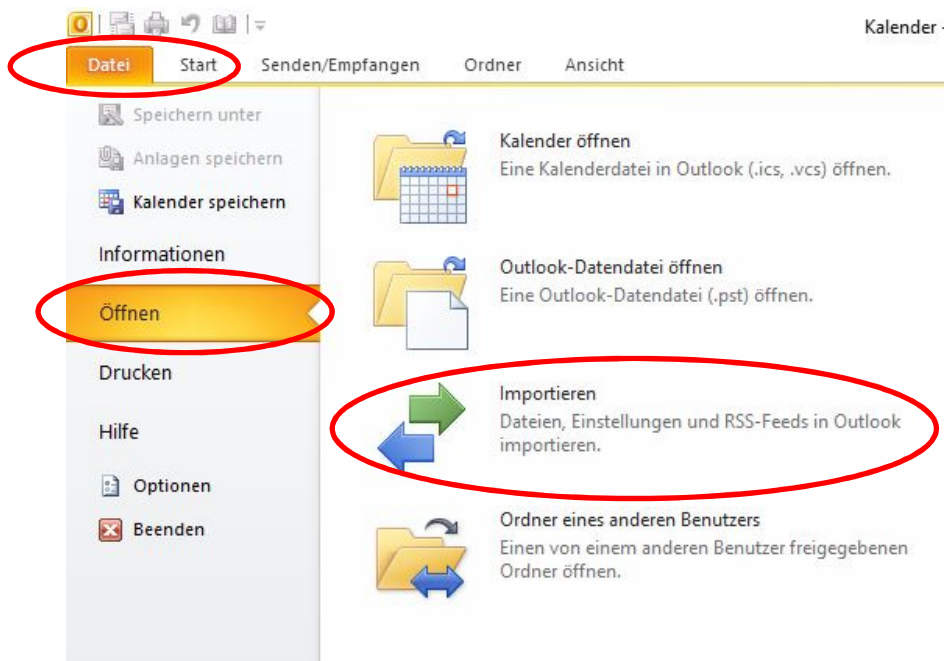 Kalender -
Datei Start Senden/Empfangen Ordner Ansicht
Speichern unter
Anlagen speichern
Kalender speichern
Informationen
Öffnen
Drucken
Hilfe
Optionen
Beenden
Kalender öffnen
Eine Kalenderdatei in Outlook (.ics, .vcs) öffnen.
Outlook-Datendatei öffnen
Eine Outlook-Datendatei (.pst) öffnen.
Importieren
Dateien, Einstellungen und RSS-Feeds in Outlook
importieren.
Ordner eines anderen Benutzers
Einen von einem anderen Benutzer freigegebenen
Ordner öffnen.